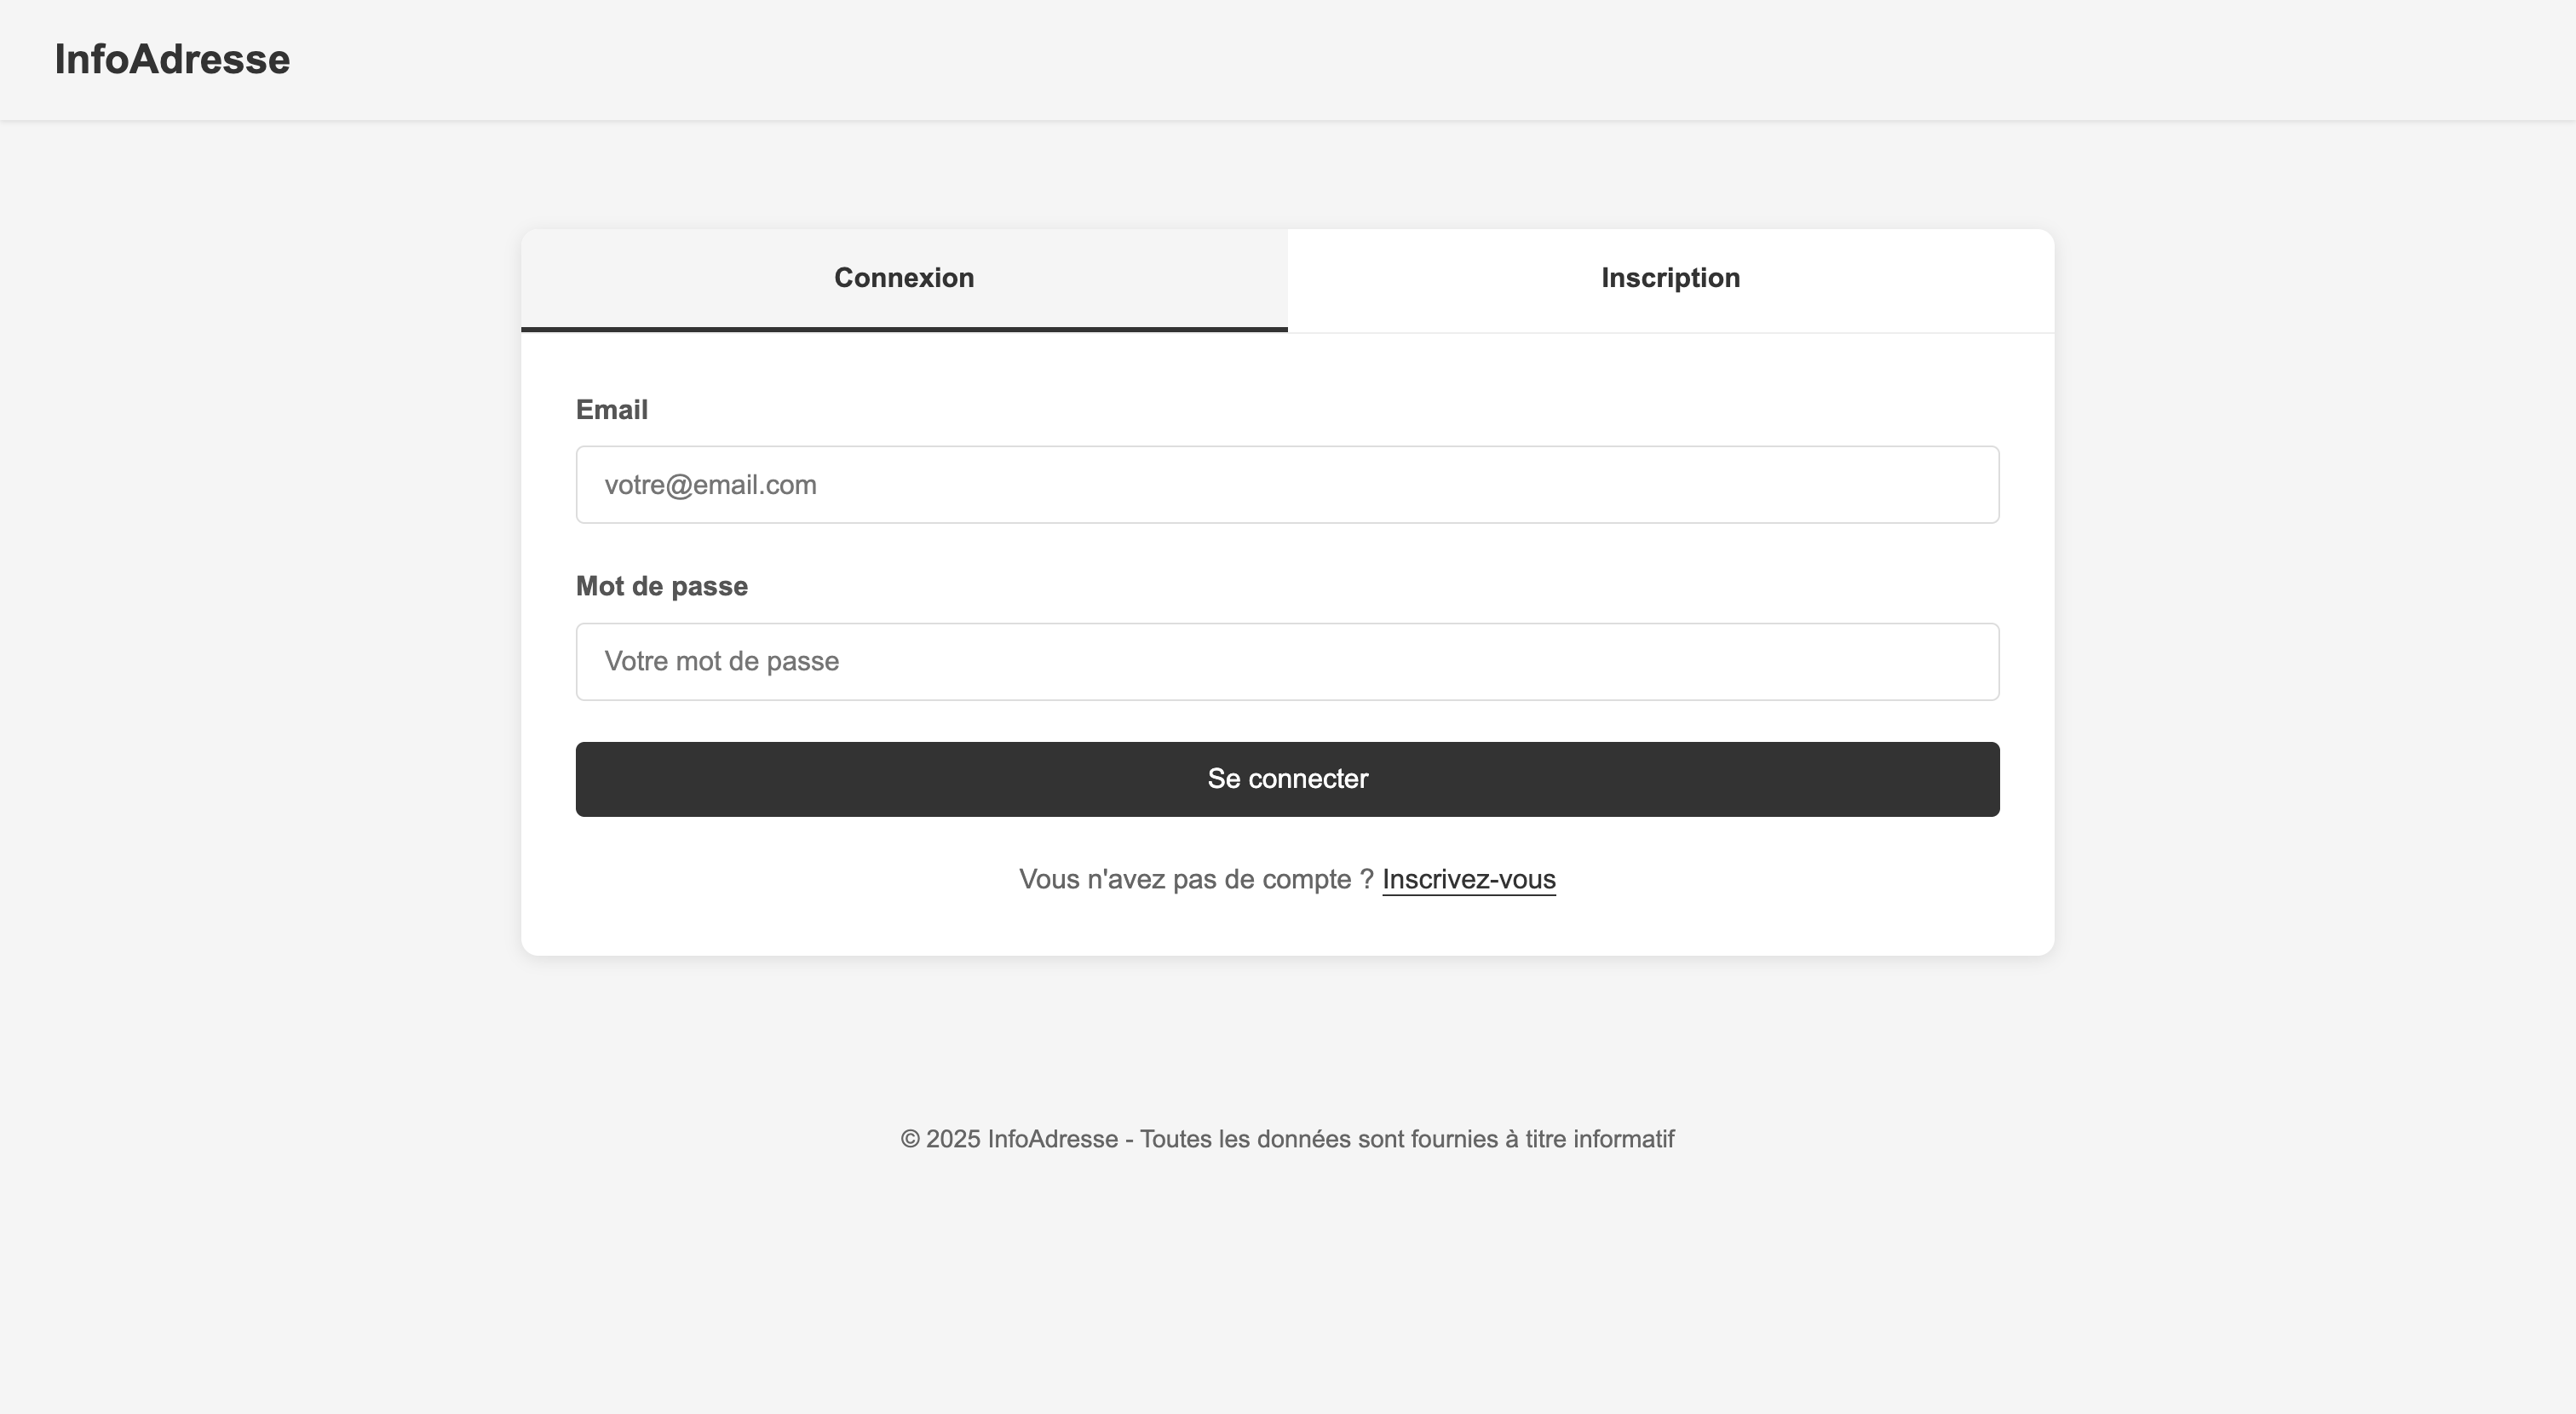 InfoAdresse
Connexion
Inscription
Email
votre@email.com
Mot de passe
Votre mot de passe
Se connecter
Vous n'avez pas de compte ? Inscrivez-vous
© 2025 InfoAdresse - Toutes les données sont fournies à titre informatif